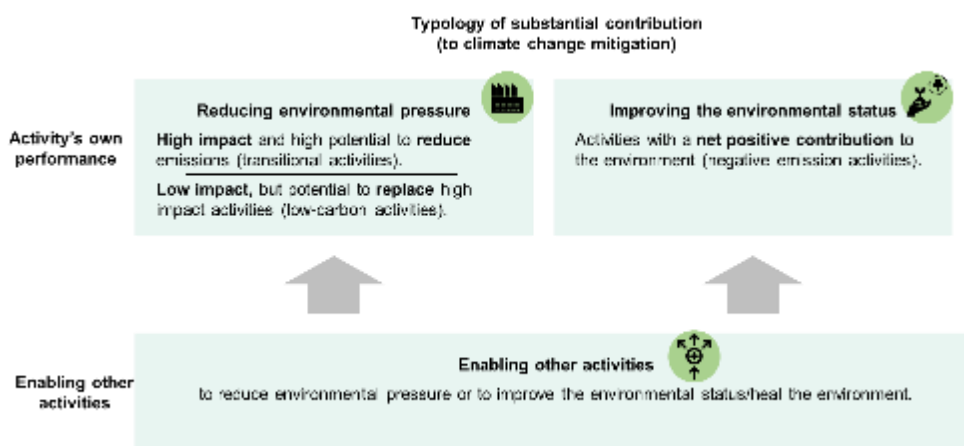 Typology of substantial contribution
(to climate change mitigation)
Activity's own
performance
Reducing environmental pressure
High impact and high potential to reduce
emissions (transitional activities).
Low impact, but potential to replace high
impact activities (low-carbon activities).
Improving the environmental status
Activities with a net positive contribution to
the environment (negative emission activities).
Enabling other
activities
Enabling other activities
to reduce environmental pressure or to improve the environmental status/heal the environment.